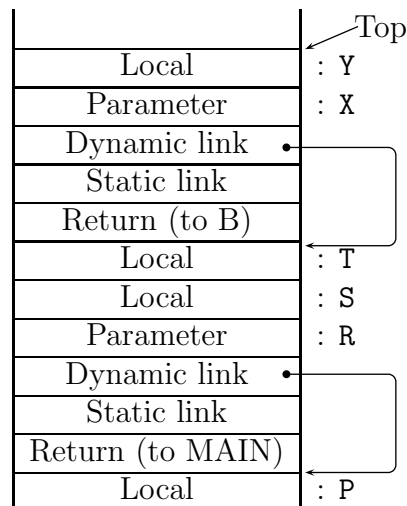 Top
Local : Y
Parameter : X
Dynamic link
Static link
Return (to B)
Local : T
Local : S
Parameter : R
Dynamic link
Static link
Return (to MAIN)
Local : P